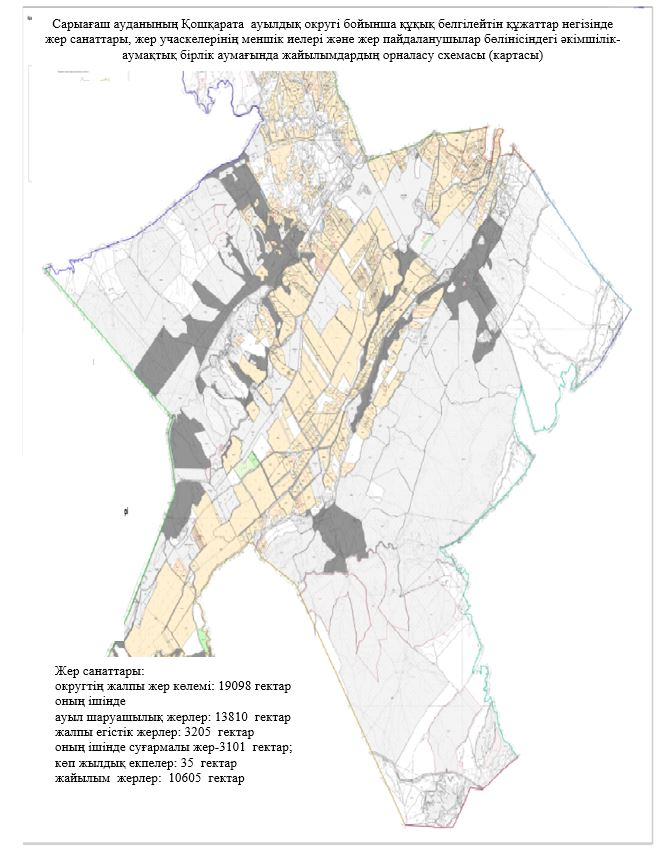 Сарыағаш ауданының Қошқарата ауылдық округі бойынша құқық белгілейтін құжаттар негізінде
жер санаттары, жер учаскелерінің меншік иелері және жер пайдаланушылар бөлінісіндегі әкімшілік-
аумақтық бірлік аумағында жайылымдардың орналасу схемасы (картасы)
Жер санаттары:
округтің жалпы жер көлемі: 19098 гектар
оның ішінде
ауыл шаруашылық жерлер: 13810 гектар
жалпы егістік жерлер: 3205 гектар
оның ішінде суғармалы жер-3101 гектар;
көп жылдық екпелер: 35 гектар
жайылым жерлер: 10605 гектар